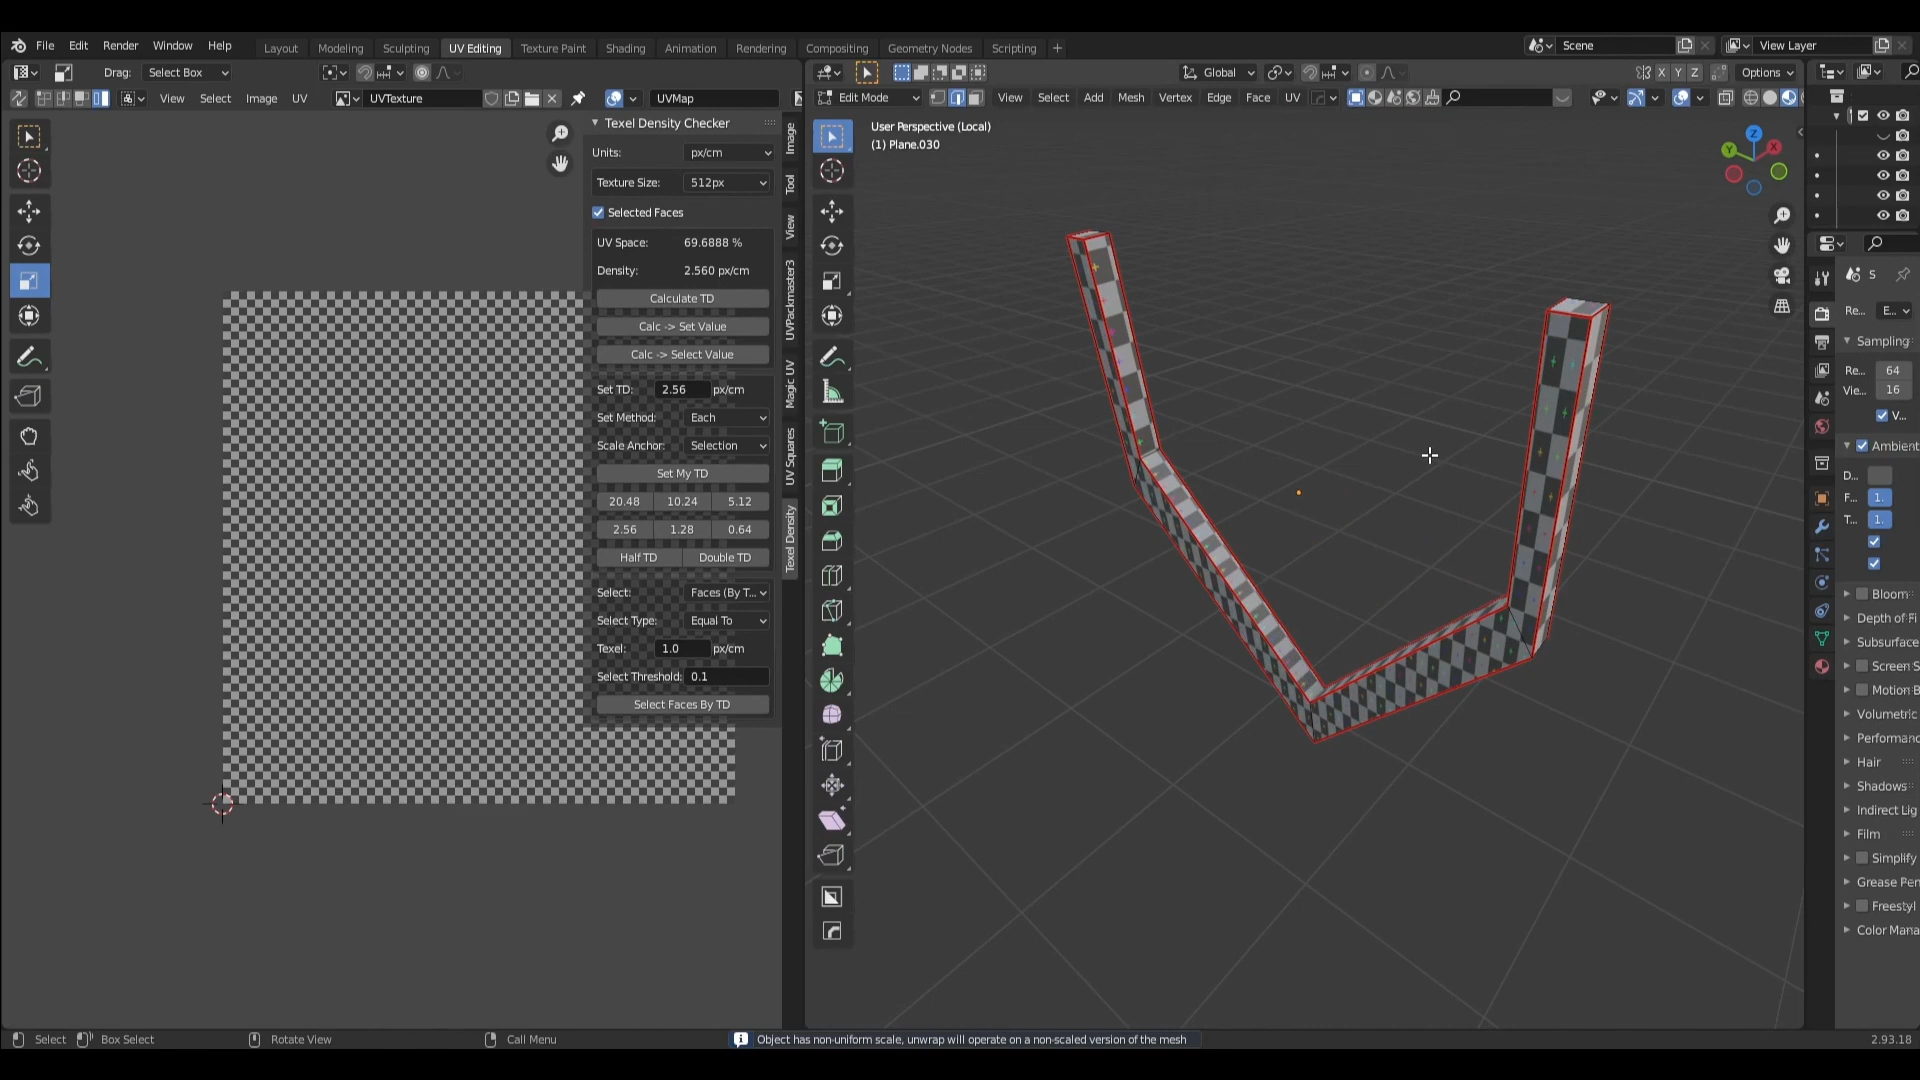 File Edit Render Window Help Layout Modeling Sculpting UV Editing Texture Paint Shading Animation Rendering Compositing Geometry Nodes Scripting + Scene View Layer
Drag: Select Box Global X Y Z Options
View Select Image UV UVTexture UVMap Edit Mode View Select Add Mesh Vertex Edge Face UV
Texel Density Checker
Units: px/cm
Texture Size: 512px
Selected Faces
UV Space: 69.6888 %
Density: 2.560 px/cm
Calculate TD
Calc -> Set Value
Calc -> Select Value
Set TD: 2.56 px/cm
Set Method: Each
Scale Anchor: Selection
Set My TD
20.48 10.24 5.12
2.56 1.28 0.64
Half TD Double TD
Select: Faces (By T...
Select Type: Equal To
Texel: 1.0 px/cm
Select Threshold: 0.1
Select Faces By TD
Image
Tool
View
UVPackmaster3
Magic UV
UV Squares
Texel Density
User Perspective (Local)
(1) Plane.030
Z
Y X
S
Re... E...
Sampling
Re... 64
Vie... 16
V...
Ambient
D...
F... 1.
T... 1.
Bloom
Depth of Fi
Subsurface
Screen S
Motion B
Volumetric
Performanc
Hair
Shadows
Indirect Lig
Film
Simplify
Grease Pen
Freestyl
Color Mana
Select Box Select Rotate View Call Menu Object has non-uniform scale, unwrap will operate on a non-scaled version of the mesh 2.93.18